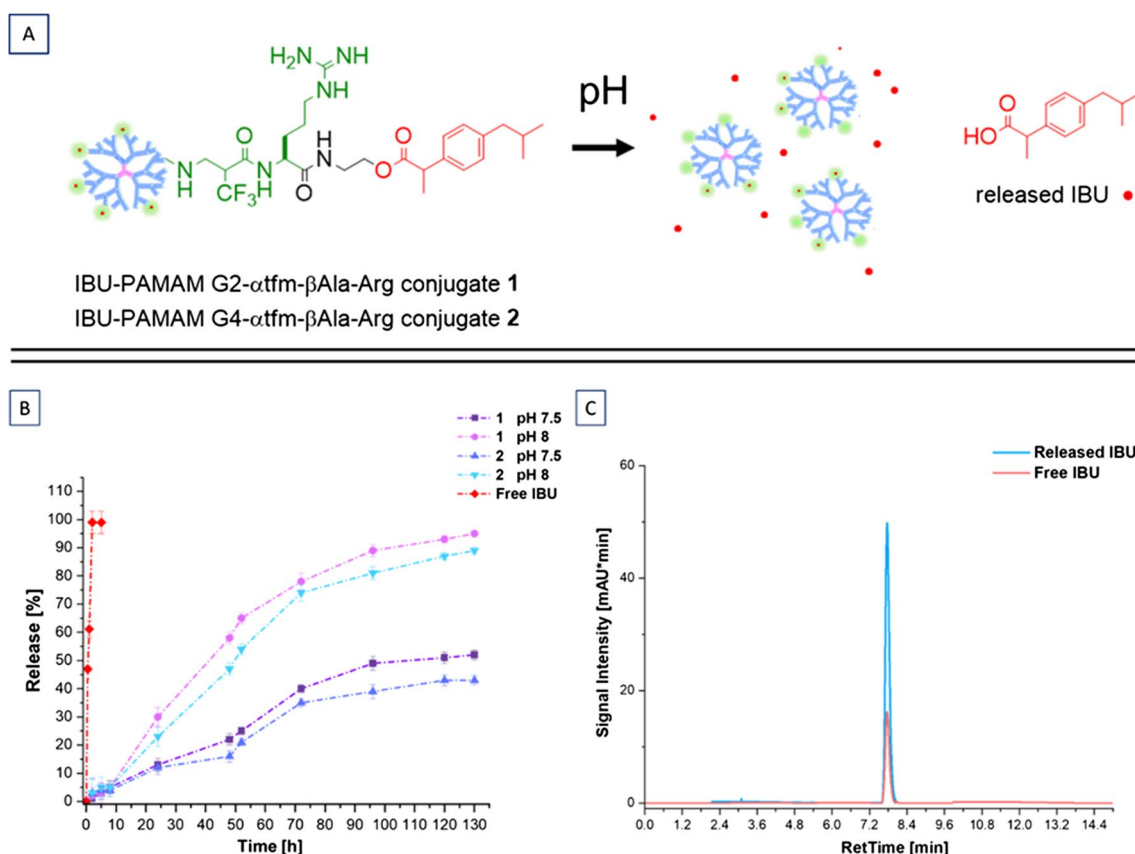 A
H₂N
NH
NH
O
H
N
O
N
H
CF₃
N
H
O
O
pH
O
HO
released IBU
IBU-PAMAM G2-αtfm-βAla-Arg conjugate 1
IBU-PAMAM G4-αtfm-βAla-Arg conjugate 2
B
1 pH 7.5
1 pH 8
2 pH 7.5
2 pH 8
Free IBU
110
100
90
80
70
60
50
40
30
20
10
0
Release [%]
0 10 20 30 40 50 60 70 80 90 100 110 120 130
Time [h]
C
Released IBU
Free IBU
60
40
20
0
Signal Intensity [mAU*min]
0.0 1.2 2.4 3.6 4.8 6.0 7.2 8.4 9.6 10.8 12.0 13.2 14.4
RetTime [min]